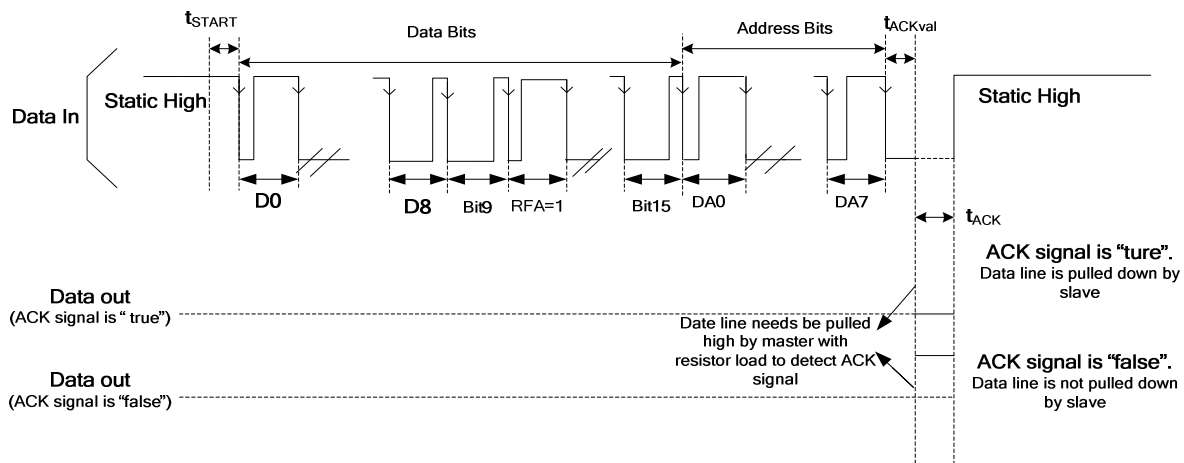 tSTART
Data Bits
Address Bits
tACKval
Data In
Static High
Static High
D0
D8
Bit9
RFA=1
Bit15
DA0
DA7
tACK
ACK signal is “ture”.
Data line is pulled down by
slave
Data out
(ACK signal is “ true”)
Date line needs be pulled
high by master with
resistor load to detect ACK
signal
ACK signal is “false”.
Data line is not pulled down
by slave
Data out
(ACK signal is “false”)